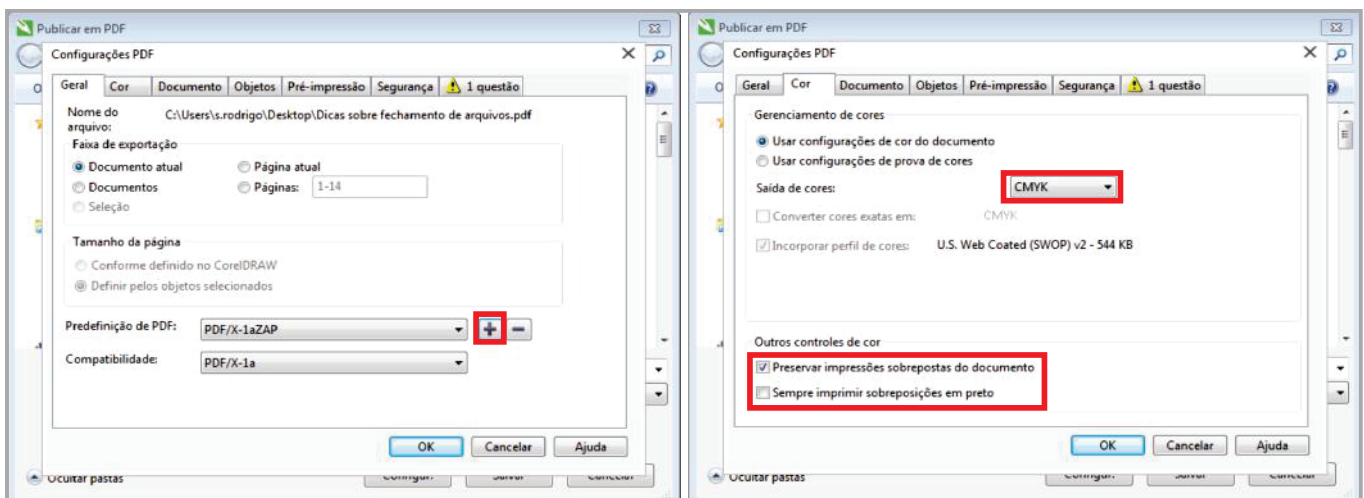 Publicar em PDF
Configurações PDF
Geral Cor Documento Objetos Pré-impressão Segurança 1 questão
Nome do arquivo: C:\Users\s.rodrigo\Desktop\Dicas sobre fechamento de arquivos.pdf
Faixa de exportação
Documento atual Página atual
Documentos Páginas: 1-14
Seleção
Tamanho da página
Conforme definido no CorelDRAW
Definir pelos objetos selecionados
Predefinição de PDF: PDF/X-1aZAP
Compatibilidade: PDF/X-1a
OK Cancelar Ajuda
Ocultar pastas Configur. Salvar Cancelar
Publicar em PDF
Configurações PDF
Geral Cor Documento Objetos Pré-impressão Segurança 1 questão
Gerenciamento de cores
Usar configurações de cor do documento
Usar configurações de prova de cores
Saída de cores: CMYK
Converter cores exatas em: CMYK
Incorporar perfil de cores: U.S. Web Coated (SWOP) v2 - 544 KB
Outros controles de cor
Preservar impressões sobrepostas do documento
Sempre imprimir sobreposições em preto
OK Cancelar Ajuda
Ocultar pastas Configur. Salvar Cancelar